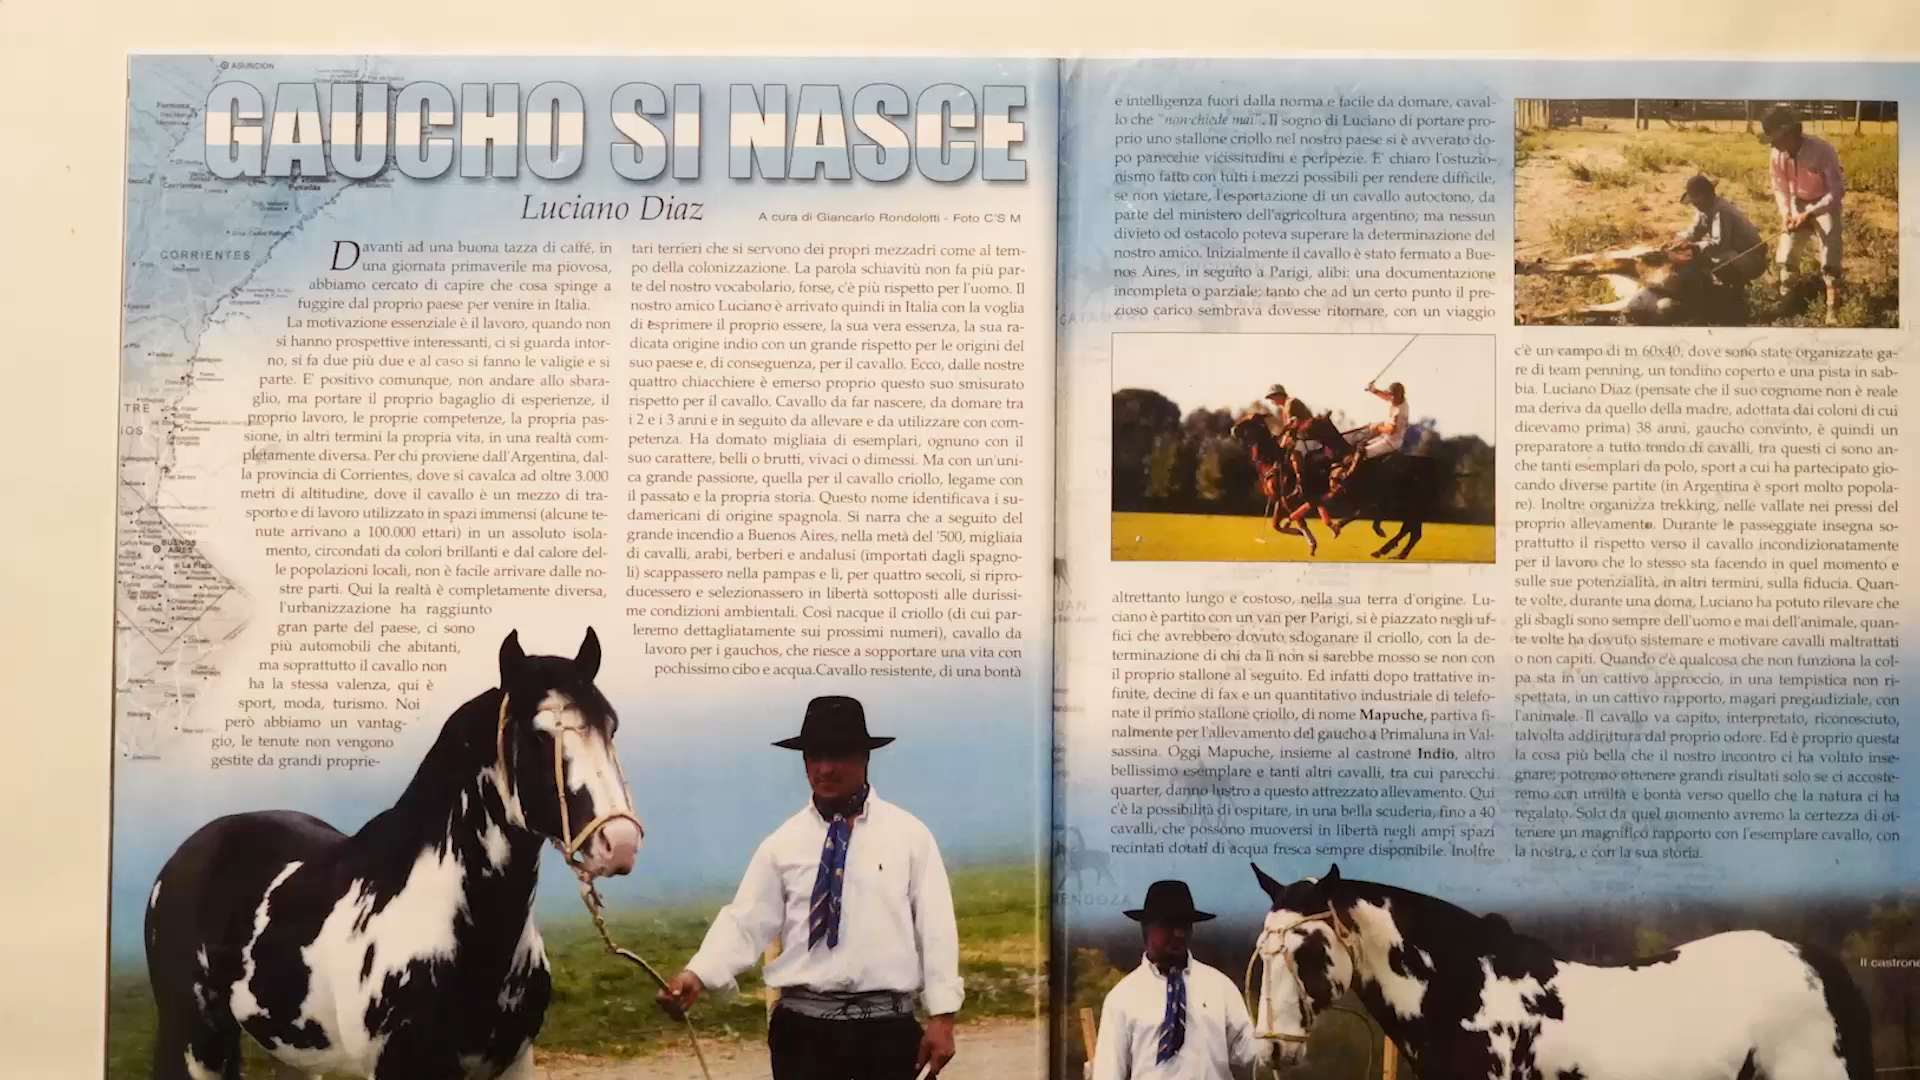 GAUCHO SI NASCE
Luciano Diaz
A cura di Giancarlo Rondolotti - Foto C'S M
Davanti ad una buona tazza di caffé, in
una giornata primaverile ma piovosa,
abbiamo cercato di capire che cosa spinge a
fuggire dal proprio paese per venire in Italia.
La motivazione essenziale è il lavoro, quando non
si hanno prospettive interessanti, ci si guarda intor-
no, si fa due più due e al caso si fanno le valigie e si
parte. E' positivo comunque, non andare allo sbara-
glio, ma portare il proprio bagaglio di esperienze, il
proprio lavoro, le proprie competenze, la propria pas-
sione, in altri termini la propria vita, in una realtà com-
pletamente diversa. Per chi proviene dall'Argentina, dal-
la provincia di Corrientes, dove si cavalca ad oltre 3.000
metri di altitudine, dove il cavallo è un mezzo di tra-
sporto e di lavoro utilizzato in spazi immensi (alcune te-
nute arrivano a 100.000 ettari) in un assoluto isola-
mento, circondati da colori brillanti e dal calore del-
le popolazioni locali, non è facile arrivare dalle no-
stre parti. Qui la realtà è completamente diversa,
l'urbanizzazione ha raggiunto
gran parte del paese, ci sono
più automobili che abitanti,
ma soprattutto il cavallo non
ha la stessa valenza, qui è
sport, moda, turismo. Noi
però abbiamo un vantag-
gio, le tenute non vengono
gestite da grandi proprie-
tari terrieri che si servono dei propri mezzadri come al tem-
po della colonizzazione. La parola schiavitù non fa più par-
te del nostro vocabolario, forse, c'è più rispetto per l'uomo. Il
nostro amico Luciano è arrivato quindi in Italia con la voglia
di esprimere il proprio essere, la sua vera essenza, la sua ra-
dicata origine indio con un grande rispetto per le origini del
suo paese e, di conseguenza, per il cavallo. Ecco, dalle nostre
quattro chiacchiere è emerso proprio questo suo smisurato
rispetto per il cavallo. Cavallo da far nascere, da domare tra
i 2 e i 3 anni e in seguito da allevare e da utilizzare con com-
petenza. Ha domato migliaia di esemplari, ognuno con il
suo carattere, belli o brutti, vivaci o dimessi. Ma con un'uni-
ca grande passione, quella per il cavallo criollo, legame con
il passato e la propria storia. Questo nome identificava i su-
damericani di origine spagnola. Si narra che a seguito del
grande incendio a Buenos Aires, nella metà del '500, migliaia
di cavalli, arabi, berberi e andalusi (importati dagli spagno-
li) scappassero nella pampas e lì, per quattro secoli, si ripro-
ducessero e selezionassero in libertà sottoposti alle durissi-
me condizioni ambientali. Così nacque il criollo (di cui par-
leremo dettagliatamente sui prossimi numeri), cavallo da
lavoro per i gauchos, che riesce a sopportare una vita con
pochissimo cibo e acqua.Cavallo resistente, di una bontà
e intelligenza fuori dalla norma e facile da domare, caval-
lo che "non chiede mai". Il sogno di Luciano di portare pro-
prio uno stallone criollo nel nostro paese si è avverato do-
po parecchie vicissitudini e peripezie. E' chiaro l'ostuzio-
nismo fatto con tutti i mezzi possibili per rendere difficile,
se non vietare, l'esportazione di un cavallo autoctono, da
parte del ministero dell'agricoltura argentino; ma nessun
divieto od ostacolo poteva superare la determinazione del
nostro amico. Inizialmente il cavallo è stato fermato a Bue-
nos Aires, in seguito a Parigi, alibi: una documentazione
incompleta o parziale; tanto che ad un certo punto il pre-
zioso carico sembrava dovesse ritornare, con un viaggio
altrettanto lungo e costoso, nella sua terra d'origine. Lu-
ciano è partito con un van per Parigi, si è piazzato negli uf-
fici che avrebbero dovuto sdoganare il criollo, con la de-
terminazione di chi da lì non si sarebbe mosso se non con
il proprio stallone al seguito. Ed infatti dopo trattative in-
finite, decine di fax e un quantitativo industriale di telefo-
nate il primo stallone criollo, di nome Mapuche, partiva fi-
nalmente per l'allevamento del gaucho a Primaluna in Val-
sassina. Oggi Mapuche, insieme al castrone Indio, altro
bellissimo esemplare e tanti altri cavalli, tra cui parecchi
quarter, danno lustro a questo attrezzato allevamento. Qui
c'è la possibilità di ospitare, in una bella scuderia, fino a 40
cavalli, che possono muoversi in libertà negli ampi spazi
recintati dotati di acqua fresca sempre disponibile. Inoltre
c'è un campo di m 60x40, dove sono state organizzate ga-
re di team penning, un tondino coperto e una pista in sab-
bia. Luciano Diaz (pensate che il suo cognome non è reale
ma deriva da quello della madre, adottata dai coloni di cui
dicevamo prima) 38 anni, gaucho convinto, è quindi un
preparatore a tutto tondo di cavalli, tra questi ci sono an-
che tanti esemplari da polo, sport a cui ha partecipato gio-
cando diverse partite (in Argentina è sport molto popola-
re). Inoltre organizza trekking, nelle vallate nei pressi del
proprio allevamento. Durante le passeggiate insegna so-
prattutto il rispetto verso il cavallo incondizionatamente
per il lavoro che lo stesso sta facendo in quel momento e
sulle sue potenzialità, in altri termini, sulla fiducia. Quan-
te volte, durante una doma, Luciano ha potuto rilevare che
gli sbagli sono sempre dell'uomo e mai dell'animale, quan-
te volte ha dovuto sistemare e motivare cavalli maltrattati
o non capiti. Quando c'è qualcosa che non funziona la col-
pa sta in un cattivo approccio, in una tempistica non ri-
spettata, in un cattivo rapporto, magari pregiudiziale, con
l'animale. Il cavallo va capito, interpretato, riconosciuto,
talvolta addirittura dal proprio odore. Ed è proprio questa
la cosa più bella che il nostro incontro ci ha voluto inse-
gnare; potremo ottenere grandi risultati solo se ci accoste-
remo con umiltà e bontà verso quello che la natura ci ha
regalato. Solo da quel momento avremo la certezza di ot-
tenere un magnifico rapporto con l'esemplare cavallo, con
la nostra, e con la sua storia.
Il castrone
ASUNCION
Formosa
Corrientes
Posadas
CORRIENTES
TRE
IOS
BUENOS
AIRES
La Plata
MENDOZA